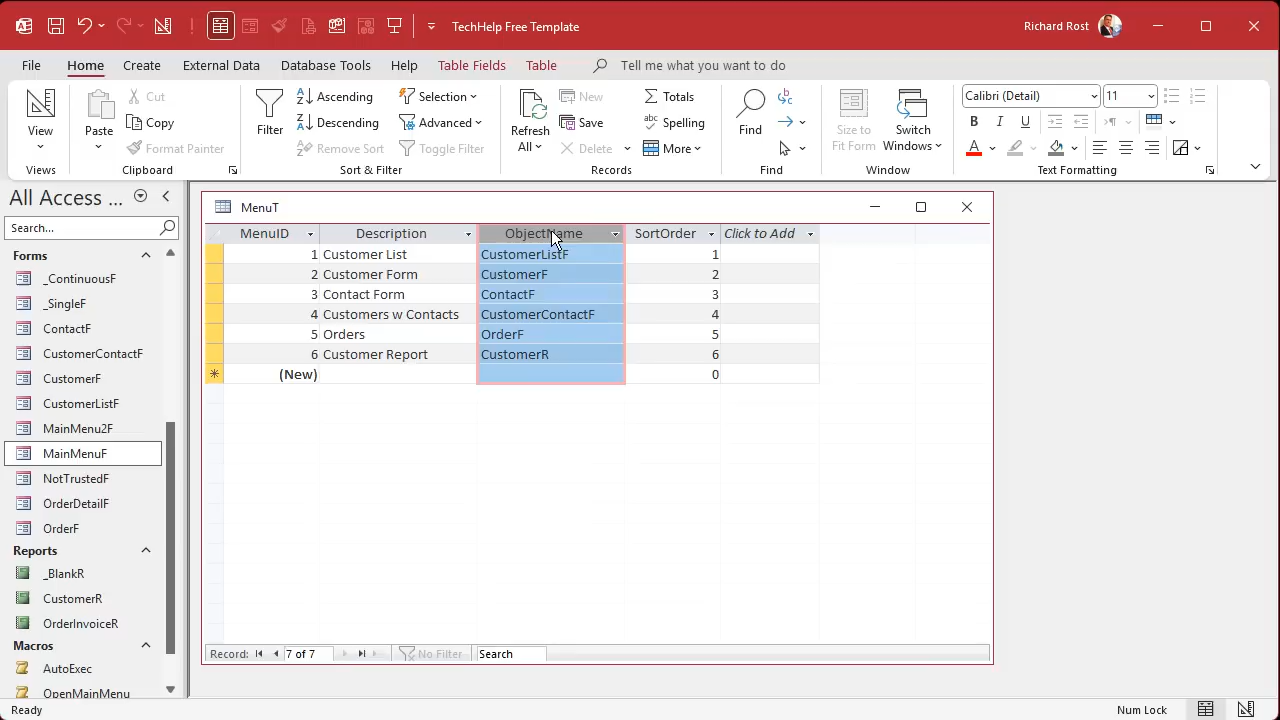 TechHelp Free Template
Richard Rost
File Home Create External Data Database Tools Help Table Fields Table Tell me what you want to do
View
Views
Paste
Cut
Copy
Format Painter
Clipboard
Filter
Ascending
Descending
Remove Sort
Selection
Advanced
Toggle Filter
Sort & Filter
Refresh
All
New
Save
Delete
Totals
Spelling
More
Records
Find
Find
Size to
Fit Form
Switch
Windows
Window
Calibri (Detail) 11
B I U
Text Formatting
All Access ...
Search...
Forms
_ContinuousF
_SingleF
ContactF
CustomerContactF
CustomerF
CustomerListF
MainMenu2F
MainMenuF
NotTrustedF
OrderDetailF
OrderF
Reports
_BlankR
CustomerR
OrderInvoiceR
Macros
AutoExec
OpenMainMenu
MenuT
MenuID Description ObjectName SortOrder Click to Add
1 Customer List CustomerListF 1
2 Customer Form CustomerF 2
3 Contact Form ContactF 3
4 Customers w Contacts CustomerContactF 4
5 Orders OrderF 5
6 Customer Report CustomerR 6
(New) 0
Record: 7 of 7 No Filter Search
Ready Num Lock